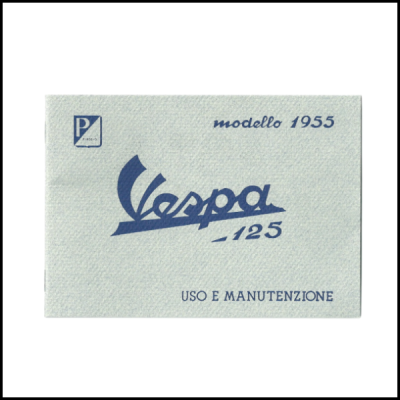 P
modello 1955
Vespa
125
USO E MANUTENZIONE